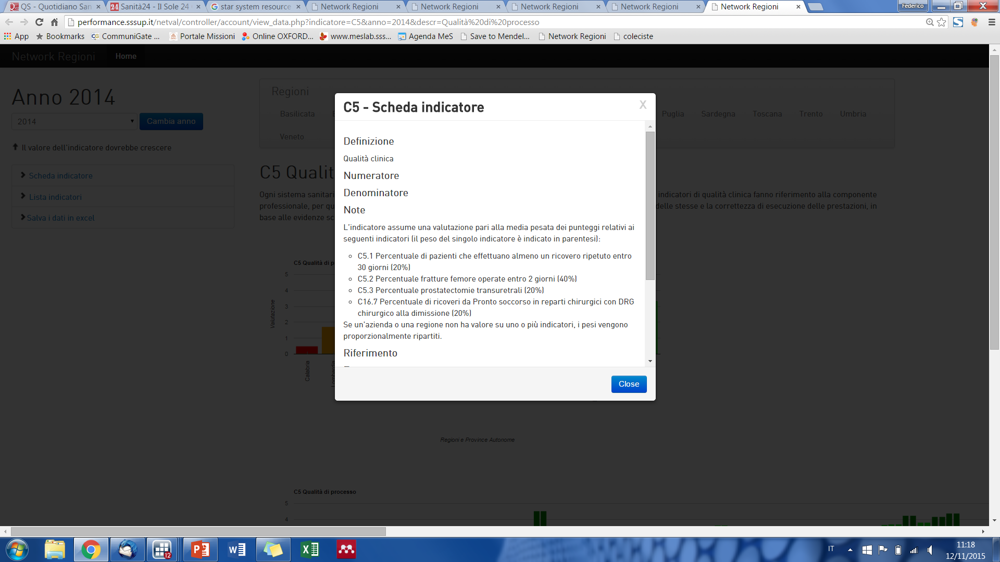 QS - Quotidiano San
Sanità24 - Il Sole 24
star system resource
Network Regioni
Network Regioni
Network Regioni
Network Regioni
Network Regioni
Federico
performance.sssup.it/netval/controller/account/view_data.php?indicatore=C5&anno=2014&descr=Qualità%20di%20processo
App
Bookmarks
CommuniGate ...
Portale Missioni
Online OXFORD...
www.meslab.sss...
Agenda MeS
Save to Mendel...
Network Regioni
coleciste
Network Regioni
Home
Anno 2014
2014
Cambia anno
Il valore dell'indicatore dovrebbe crescere
Scheda indicatore
Lista indicatori
Salva i dati in excel
Regioni
Basilicata
Puglia
Sardegna
Toscana
Trento
Umbria
Veneto
C5 Qualit
Ogni sistema sanitari
indicatori di qualità clinica fanno riferimento alla componente
professionale, per qu
delle stesse e la correttezza di esecuzione delle prestazioni, in
base alle evidenze sc
C5 - Scheda indicatore
X
Definizione
Qualità clinica
Numeratore
Denominatore
Note
L'indicatore assume una valutazione pari alla media pesata dei punteggi relativi ai
seguenti indicatori (il peso del singolo indicatore è indicato in parentesi):
C5.1 Percentuale di pazienti che effettuano almeno un ricovero ripetuto entro
30 giorni (20%)
C5.2 Percentuale fratture femore operate entro 2 giorni (40%)
C5.3 Percentuale prostatectomie transuretrali (20%)
C16.7 Percentuale di ricoveri da Pronto soccorso in reparti chirurgici con DRG
chirurgico alla dimissione (20%)
Se un'azienda o una regione non ha valore su uno o più indicatori, i pesi vengono
proporzionalmente ripartiti.
Riferimento
Close
C5 Qualità di p
5
4
3
2
1
0
Valutazione
Calabria
Lombardia
Regioni e Province Autonome
C5 Qualità di processo
5
4
12
IT
11:18
12/11/2015